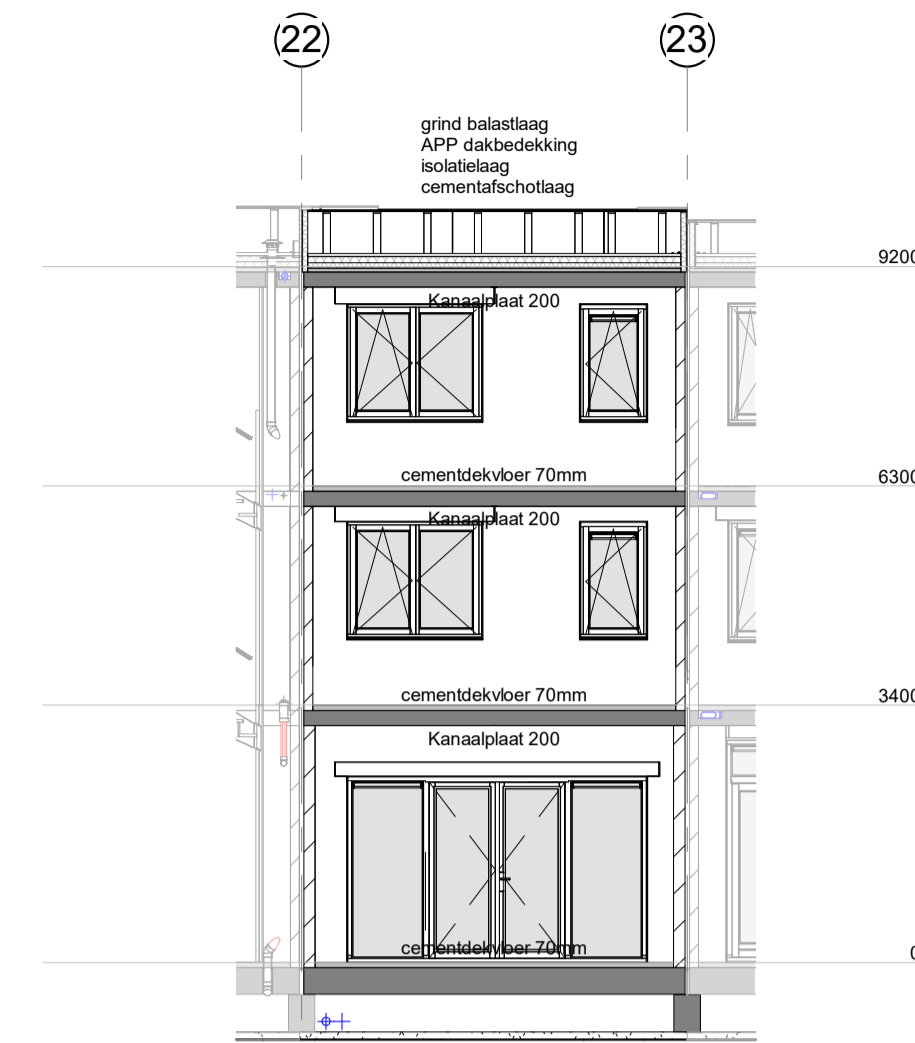 22
23
grind balastlaag
APP dakbedekking
isolatielaag
cementafschotlaag
9200
Kanaalplaat 200
cementdekvloer 70mm
6300
Kanaalplaat 200
cementdekvloer 70mm
3400
Kanaalplaat 200
cementdekvloer 70mm
0